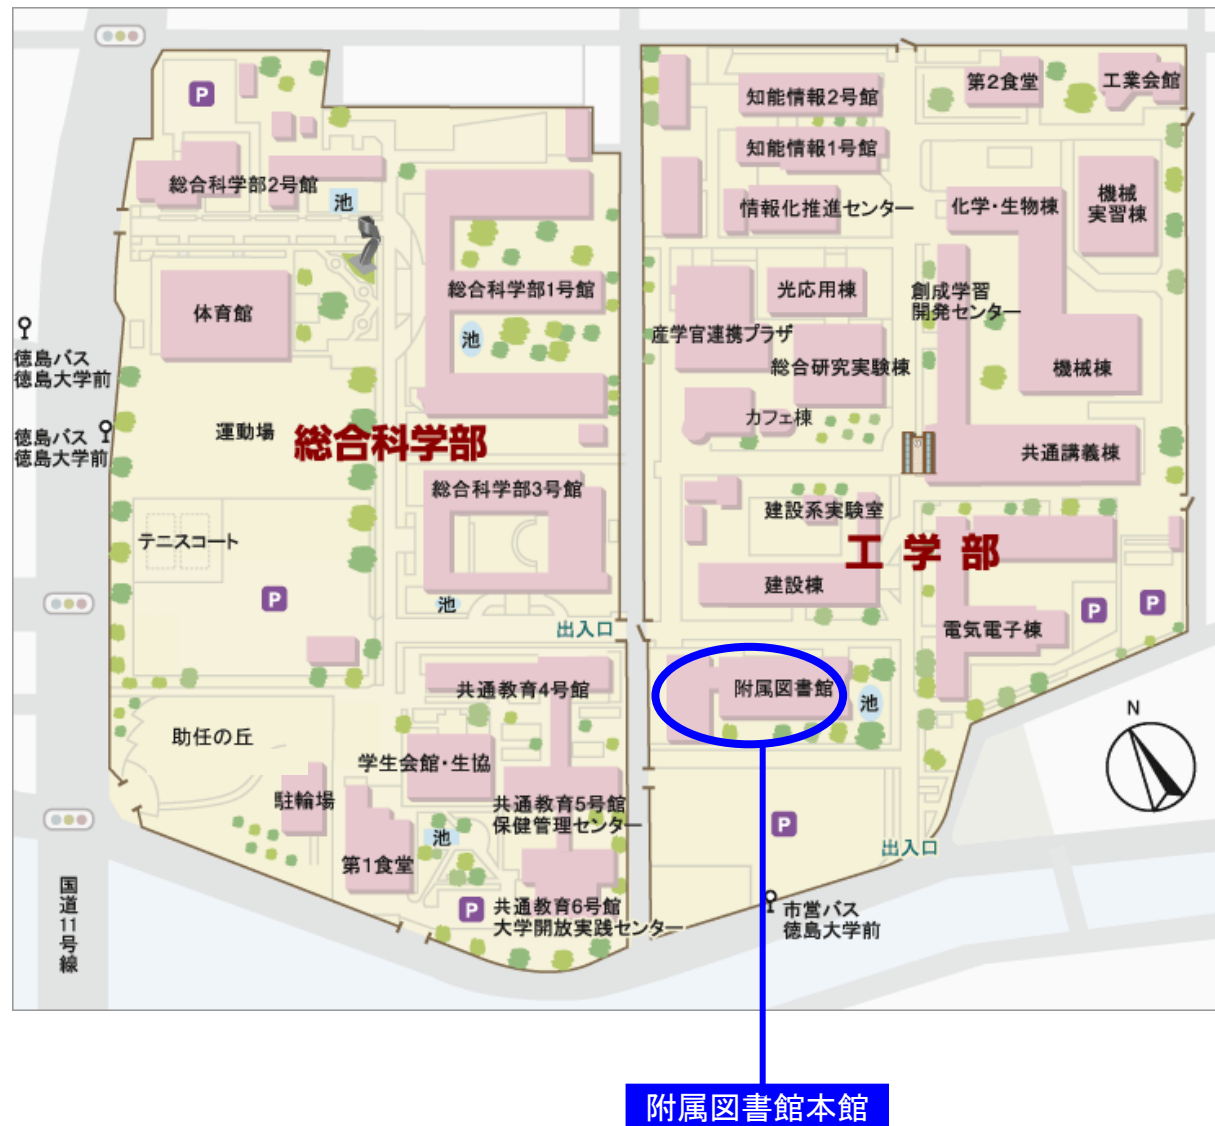 P
知能情報2号館
第2食堂
工業会館
知能情報1号館
総合科学部2号館
池
情報化推進センター
化学・生物棟
機械
実習棟
体育館
総合科学部1号館
池
光応用棟
創成学習
開発センター
産学官連携プラザ
総合研究実験棟
機械棟
徳島バス
徳島大学前
徳島バス
徳島大学前
運動場
総合科学部
カフェ棟
共通講義棟
総合科学部3号館
建設系実験室
テニスコート
工学部
建設棟
P
池
出入口
P
P
電気電子棟
共通教育4号館
附属図書館
池
N
助任の丘
学生会館・生協
駐輪場
共通教育5号館
保健管理センター
池
第1食堂
P
出入口
P
共通教育6号館
大学開放実践センター
市営バス
徳島大学前
国道11号線
附属図書館本館